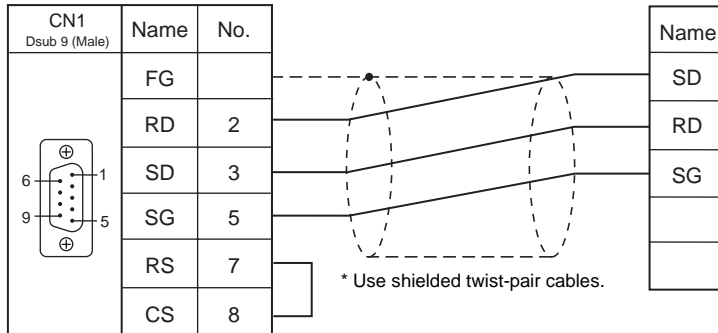 CN1
Dsub 9 (Male)
Name No.
Name
FG
SD
RD 2
RD
SD 3
SG
SG 5
RS 7
CS 8
6
1
9
5
* Use shielded twist-pair cables.